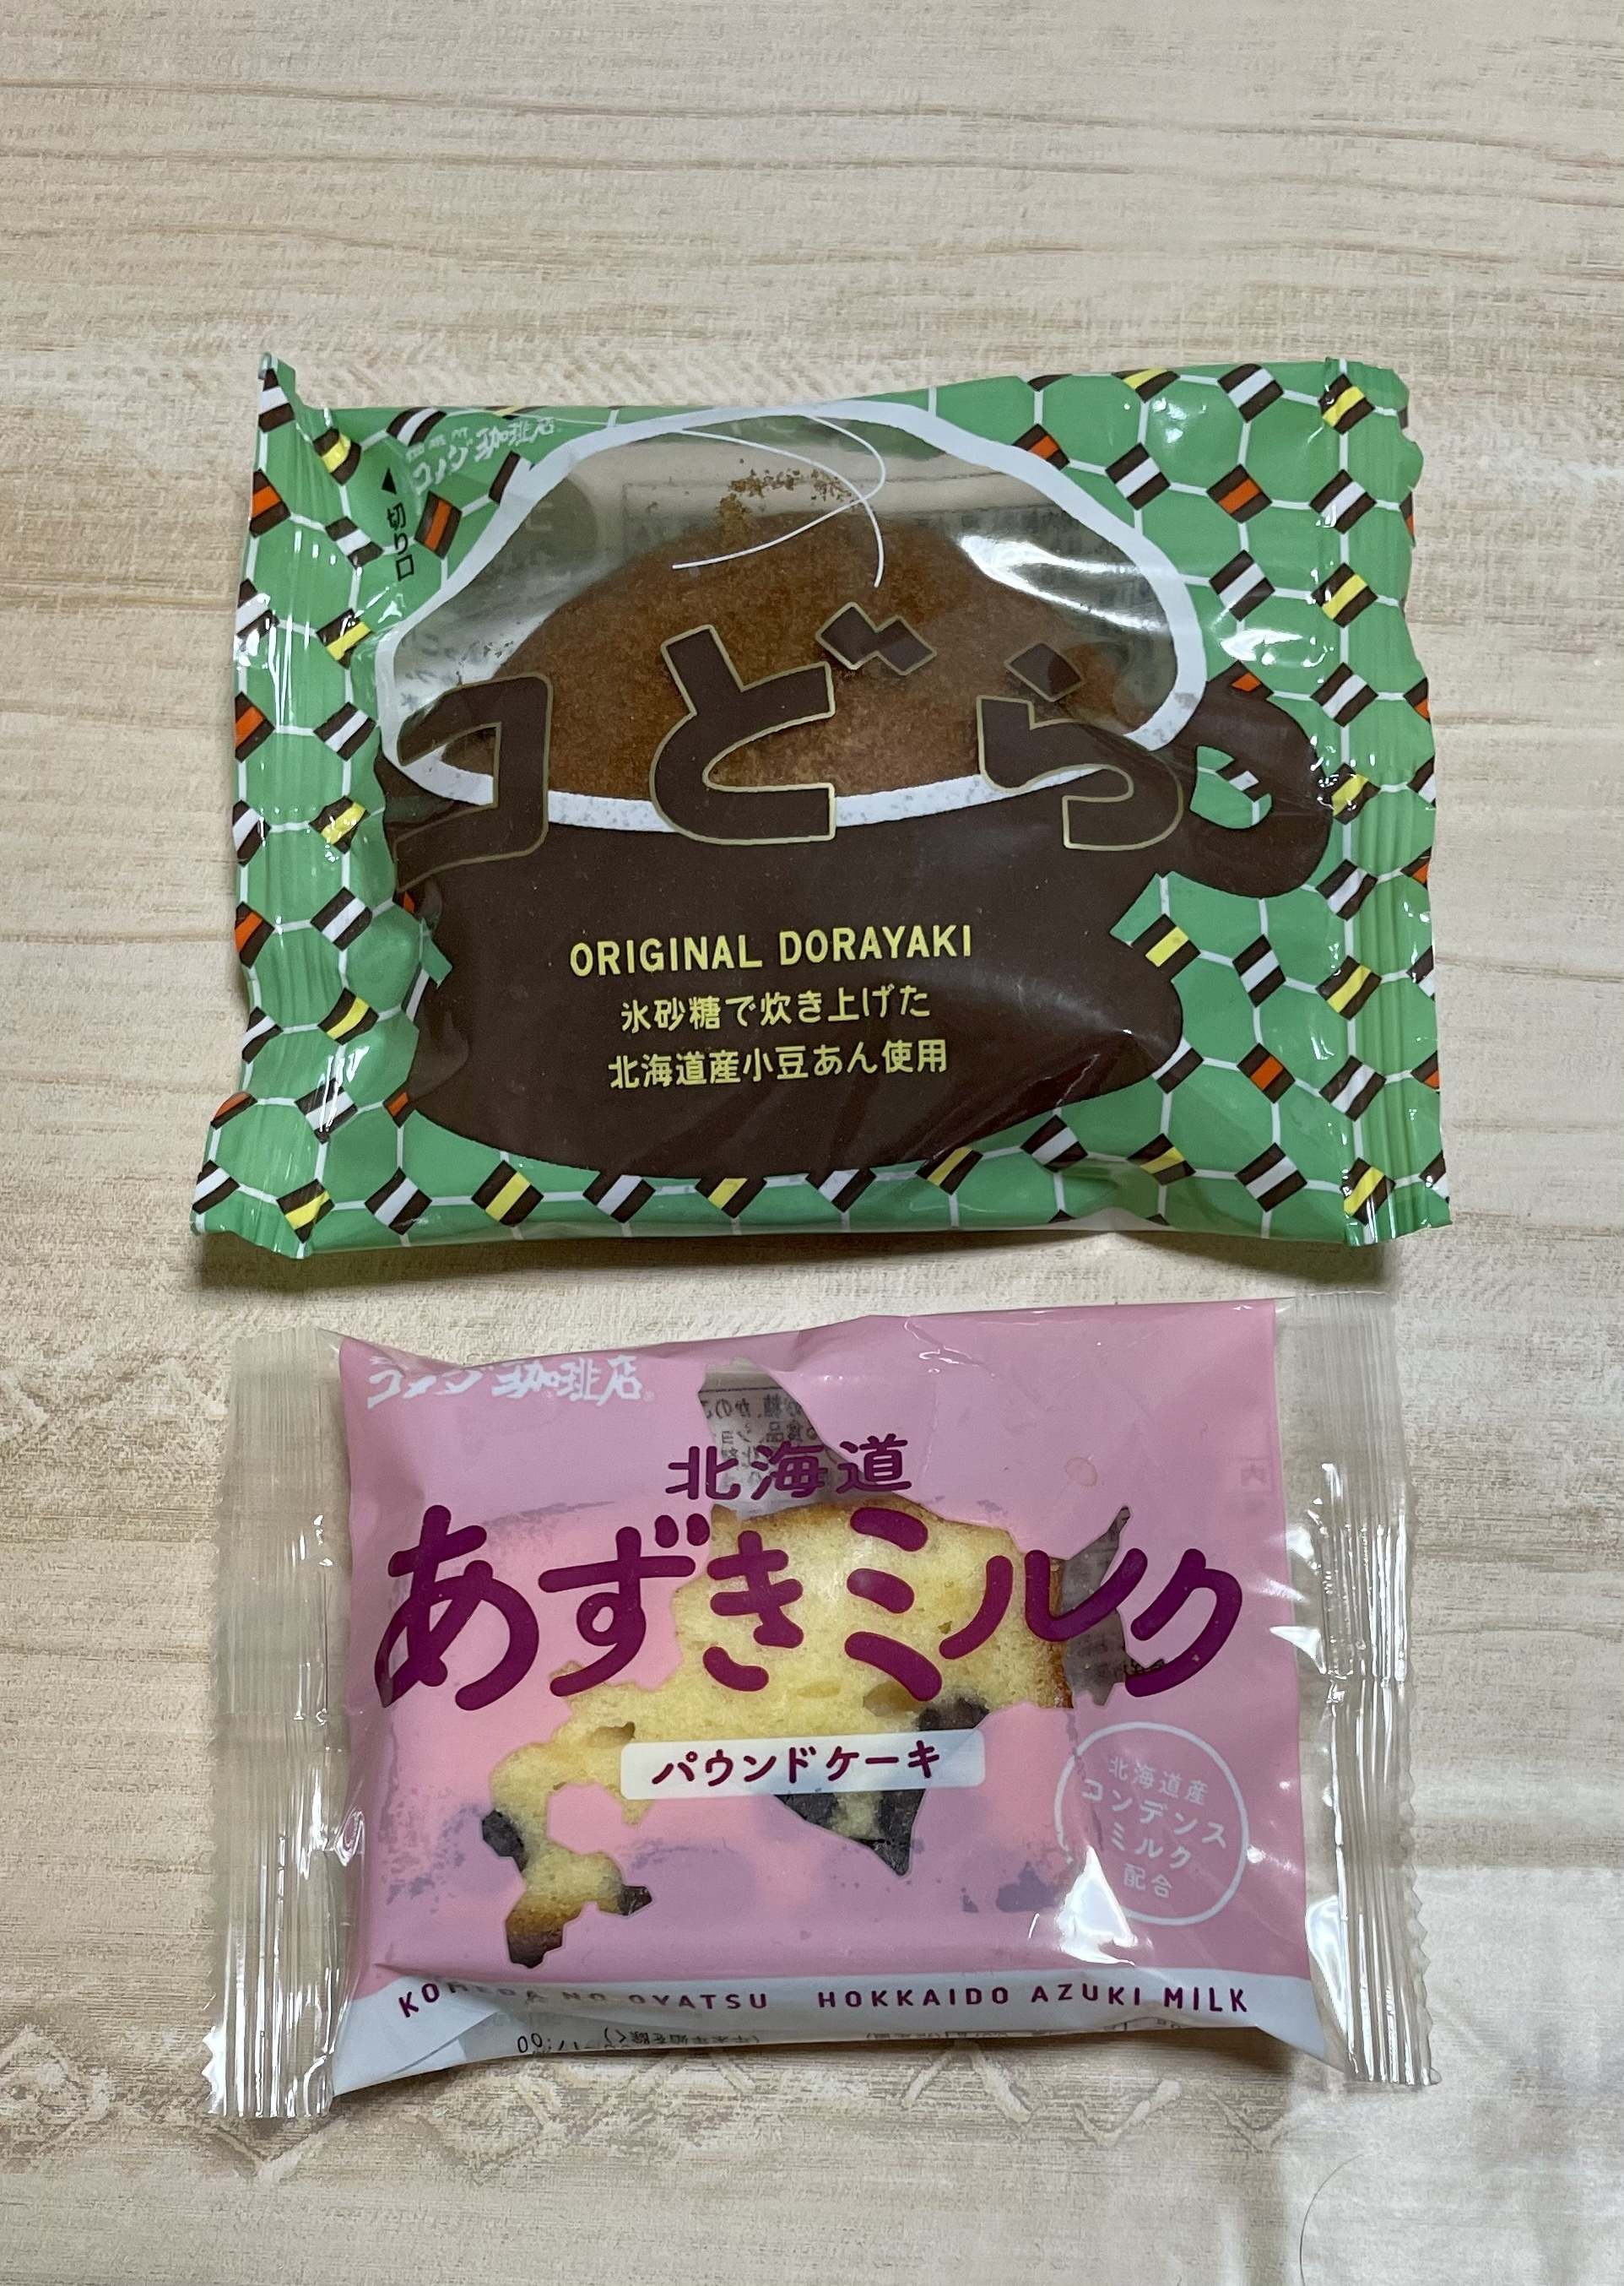 コメダ珈琲店
切り口
コどら
ORIGINAL DORAYAKI
氷砂糖で炊き上げた
北海道産小豆あん使用
コメダ珈琲店
北海道
あずきミルク
パウンドケーキ
北海道産
コンデンス
ミルク
配合
KOMEDA NO OYATSU HOKKAIDO AZUKI MILK